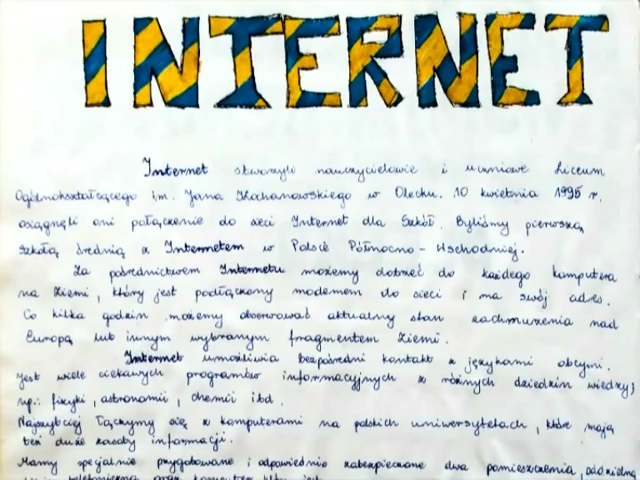 INTERNET
Internet stworzyli nauczyciele i uczniowie Liceum
Ogólnokształcącego im. Jana Kochanowskiego w Olecku. 10 kwietnia 1995 r.
osiągnęli oni połączenie do sieci Internet dla Szkół. Byliśmy pierwszą
szkołą średnią z Internetem w Polsce Północno - Wschodniej.
Za pośrednictwem Internetu możemy dotrzeć do każdego komputera
na Ziemi, który jest podłączony modemem do sieci i ma swój adres.
Co kilka godzin możemy obserwować aktualny stan zachmurzenia nad
Europą lub innym wybranym fragmentem Ziemi.
Internet umożliwia bezpośredni kontakt z językami obcymi.
Jest wiele ciekawych programów informacyjnych z różnych dziedzin wiedzy,
np.: fizyki, astronomii, chemii itd.
Najszybciej łączymy się z komputerami na polskich uniwersytetach, które mają
też duże zasoby informacji.
Mamy specjalnie przygotowane i odpowiednio zabezpieczone dwa pomieszczenia, oddzielną